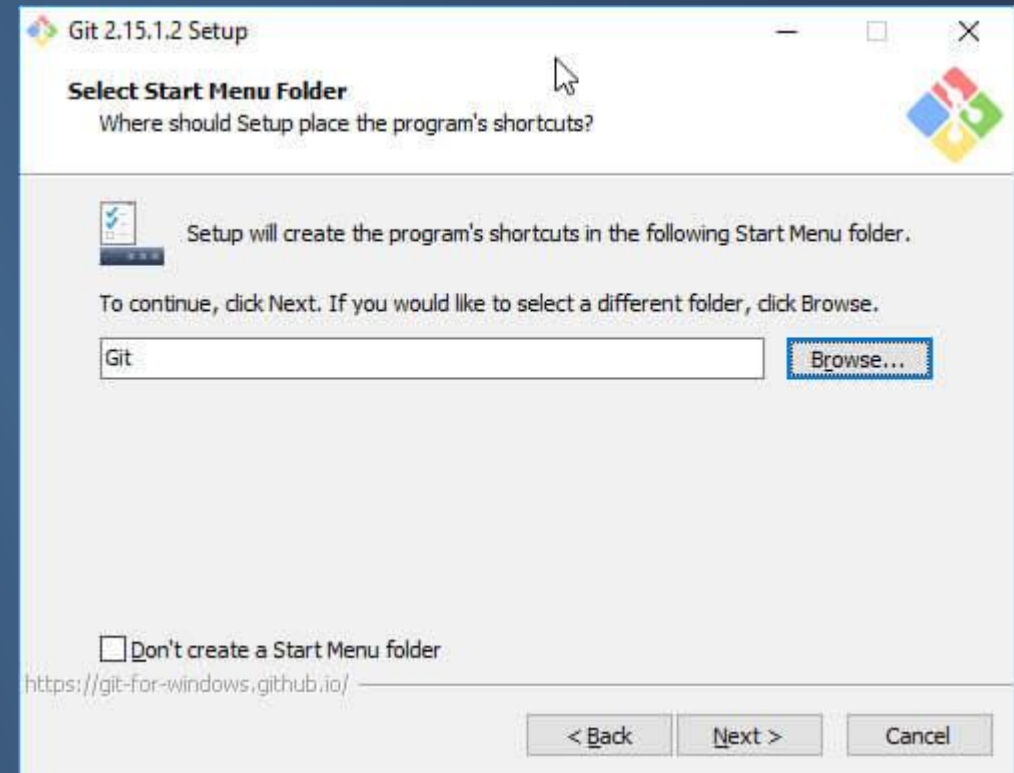 Git 2.15.1.2 Setup
Select Start Menu Folder
Where should Setup place the program's shortcuts?
Setup will create the program's shortcuts in the following Start Menu folder.
To continue, click Next. If you would like to select a different folder, click Browse.
Git
Browse...
Don't create a Start Menu folder
https://git-for-windows.github.io/
< Back
Next >
Cancel